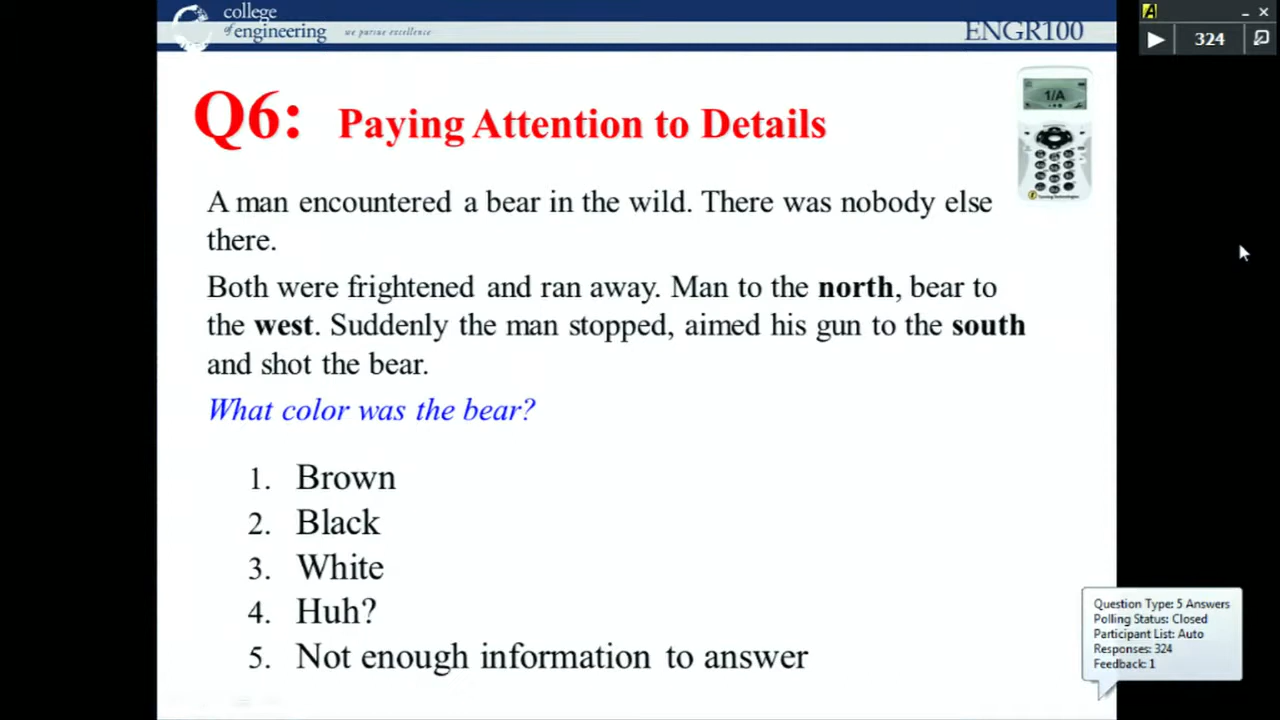 college
of engineering
we pursue excellence
ENGR100
324
1/A
Q6: Paying Attention to Details
A man encountered a bear in the wild. There was nobody else
there.
Both were frightened and ran away. Man to the north, bear to
the west. Suddenly the man stopped, aimed his gun to the south
and shot the bear.
What color was the bear?
1. Brown
2. Black
3. White
4. Huh?
5. Not enough information to answer
Question Type: 5 Answers
Polling Status: Closed
Participant List: Auto
Responses: 324
Feedback: 1